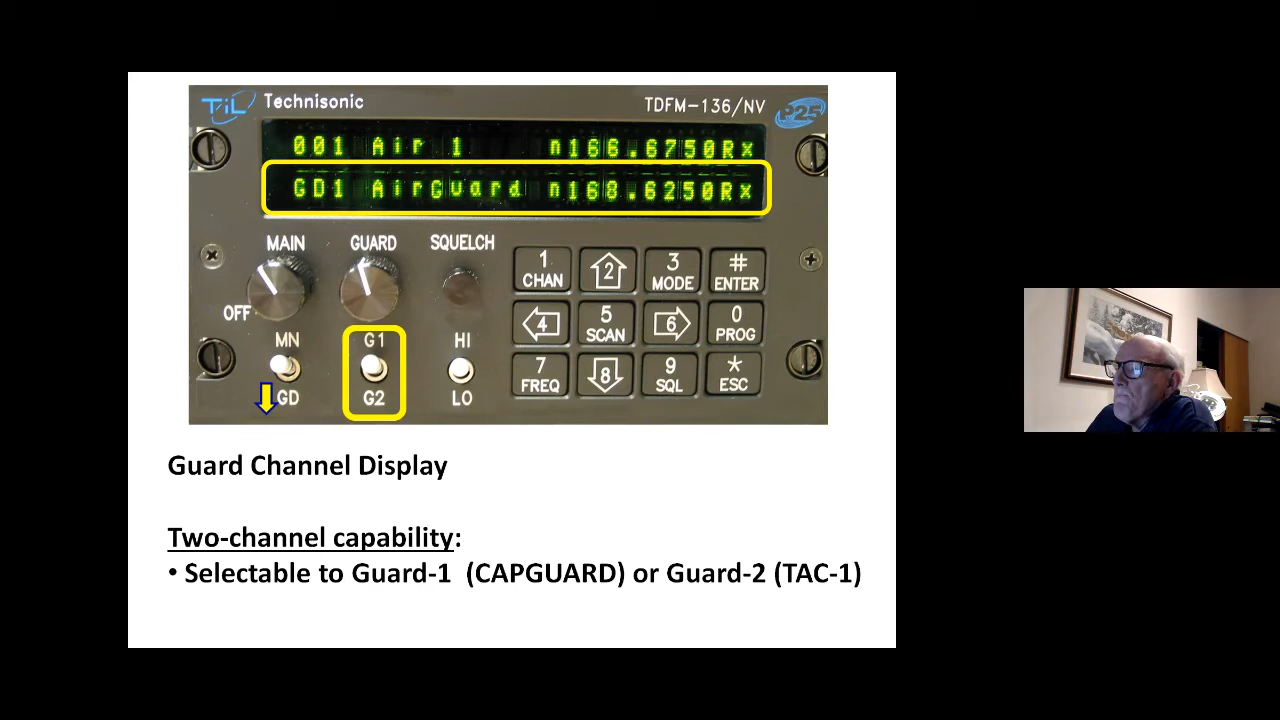 TiL Technisonic TDFM-136/NV P25
001 Air 1 n166.6750Rx
GD1 AirGuard n168.6250Rx
MAIN GUARD SQUELCH
OFF
MN G1 HI
GD G2 LO
1 CHAN 2 3 MODE # ENTER
4 5 SCAN 6 0 PROG
7 FREQ 8 9 SQL * ESC
Guard Channel Display
Two-channel capability:
• Selectable to Guard-1 (CAPGUARD) or Guard-2 (TAC-1)